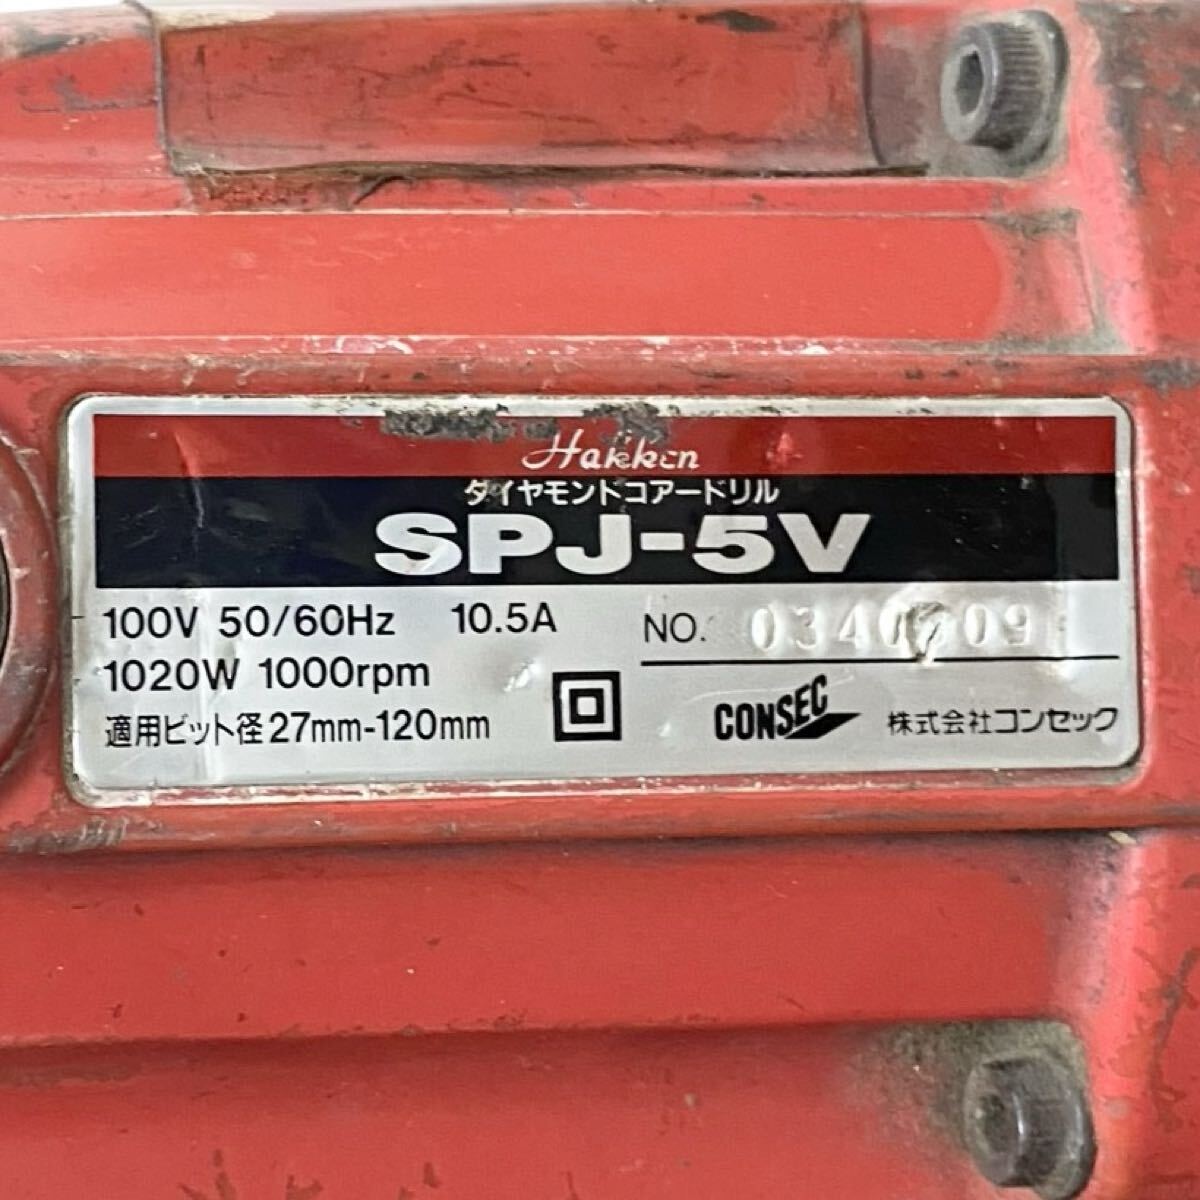 Hakken
ダイヤモンドコアードリル
SPJ-5V
100V 50/60Hz 10.5A
1020W 1000rpm
適用ビット径27mm-120mm
NO.
CONSEC 株式会社コンセック